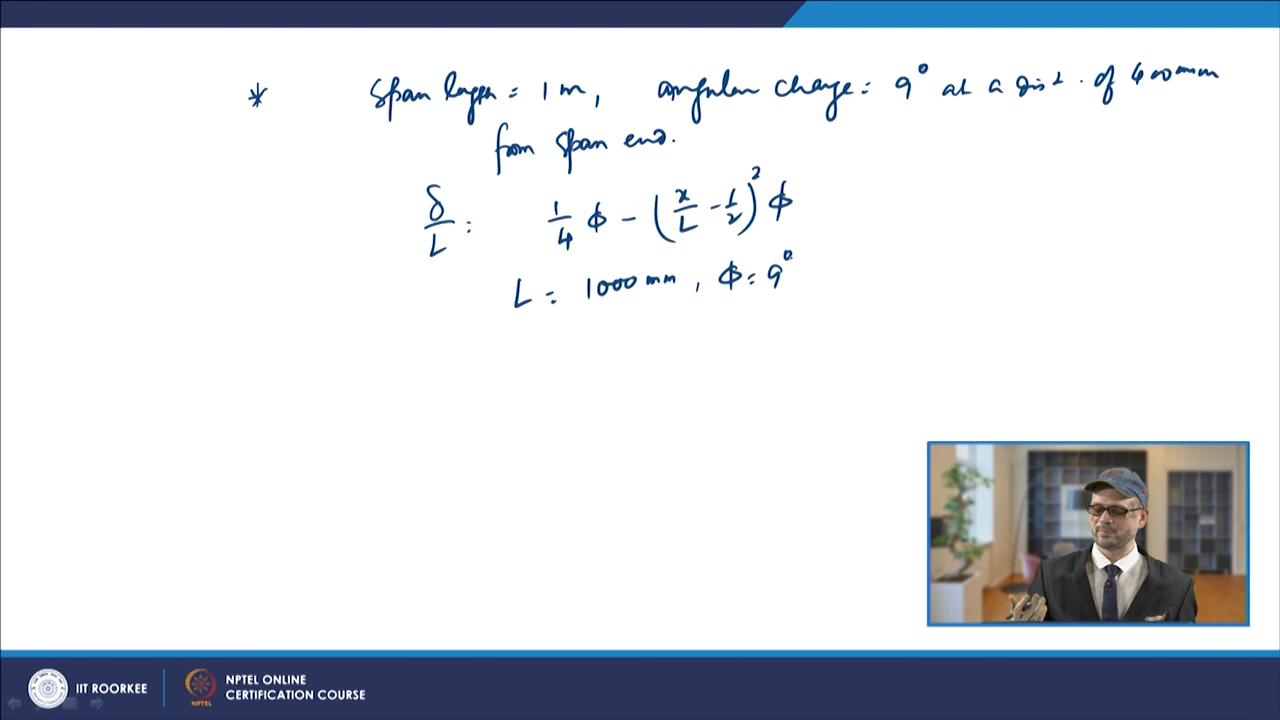 * Span length = 1 m, angular change = 9° at a dist. of 400 mm
from span end.
δ/L = 1/4 φ - (x/L - 1/2)² φ
L = 1000 mm, φ = 9°
IIT ROORKEE
NPTEL ONLINE
CERTIFICATION COURSE
NPTEL